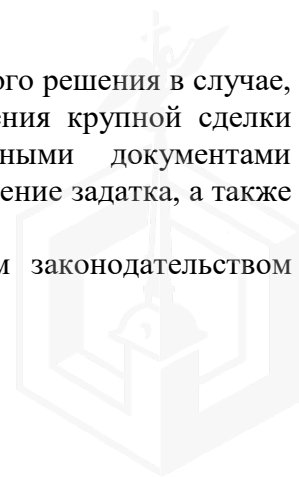 ого решения в случае,
ения крупной сделки
ными документами
ение задатка, а также
м законодательством